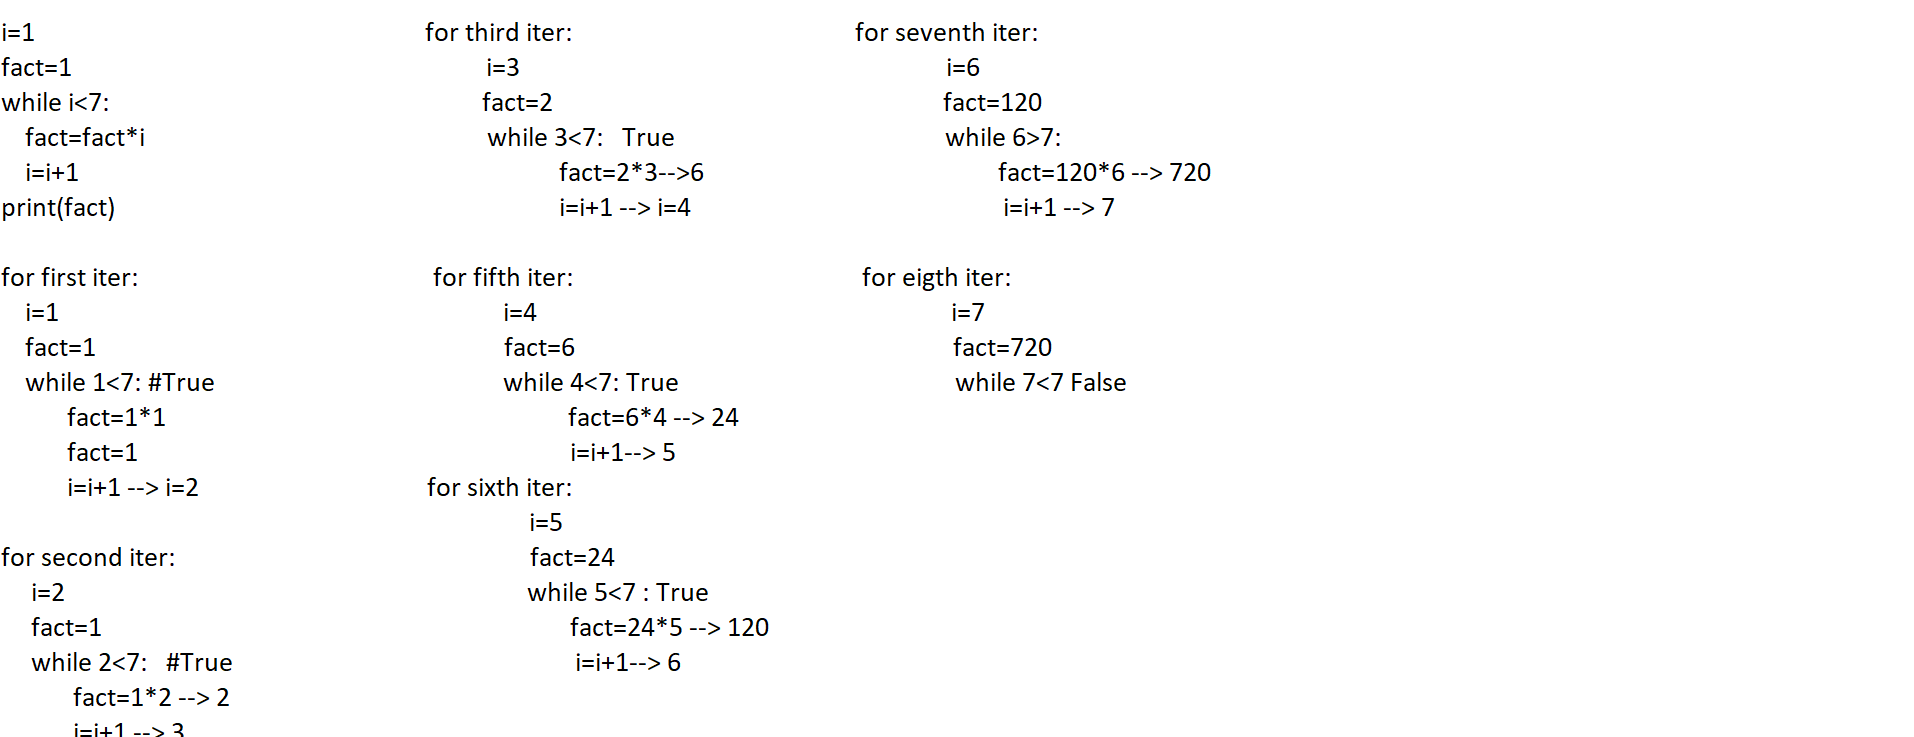 i=1
fact=1
while i<7:
fact=fact*i
i=i+1
print(fact)
for first iter:
i=1
fact=1
while 1<7: #True
fact=1*1
fact=1
i=i+1 --> i=2
for second iter:
i=2
fact=1
while 2<7: #True
fact=1*2 --> 2
i=i+1 --> 3
for third iter:
i=3
fact=2
while 3<7: True
fact=2*3-->6
i=i+1 --> i=4
for fifth iter:
i=4
fact=6
while 4<7: True
fact=6*4 --> 24
i=i+1--> 5
for sixth iter:
i=5
fact=24
while 5<7 : True
fact=24*5 --> 120
i=i+1--> 6
for seventh iter:
i=6
fact=120
while 6>7:
fact=120*6 --> 720
i=i+1 --> 7
for eigth iter:
i=7
fact=720
while 7<7 False